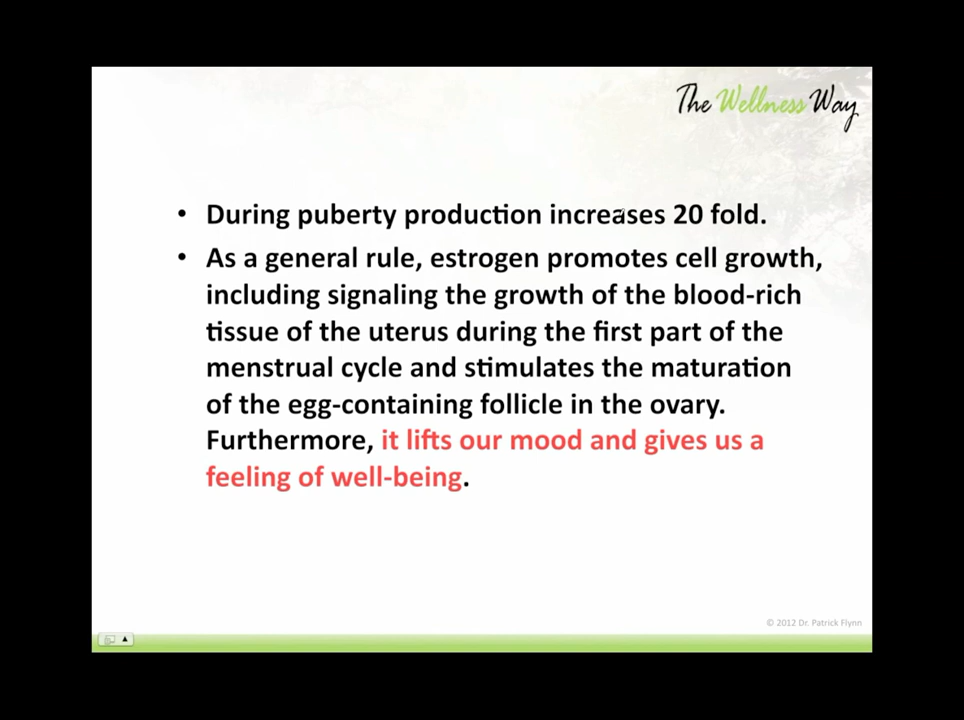 The Wellness Way
• During puberty production increases 20 fold.
• As a general rule, estrogen promotes cell growth,
including signaling the growth of the blood-rich
tissue of the uterus during the first part of the
menstrual cycle and stimulates the maturation
of the egg-containing follicle in the ovary.
Furthermore, it lifts our mood and gives us a
feeling of well-being.
© 2012 Dr. Patrick Flynn